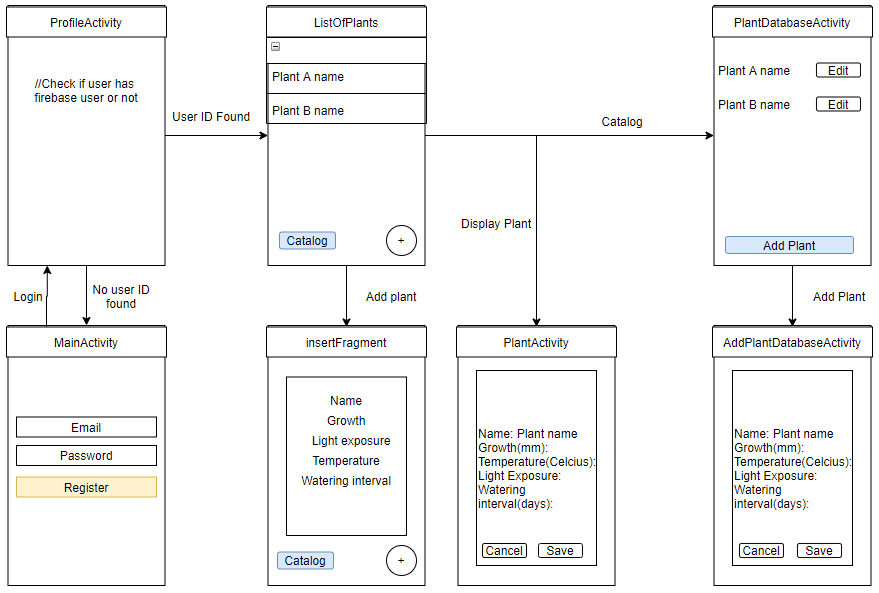 ProfileActivity
//Check if user has
firebase user or not
User ID Found
ListOfPlants
Plant A name
Plant B name
Catalog
+
Catalog
Display Plant
PlantDatabaseActivity
Plant A name
Edit
Plant B name
Edit
Add Plant
Login
No user ID
found
Add plant
Add Plant
MainActivity
Email
Password
Register
insertFragment
Name
Growth
Light exposure
Temperature
Watering interval
Catalog
+
PlantActivity
Name: Plant name
Growth(mm):
Temperature(Celcius):
Light Exposure:
Watering
interval(days):
Cancel
Save
AddPlantDatabaseActivity
Name: Plant name
Growth(mm):
Temperature(Celcius):
Light Exposure:
Watering
interval(days):
Cancel
Save